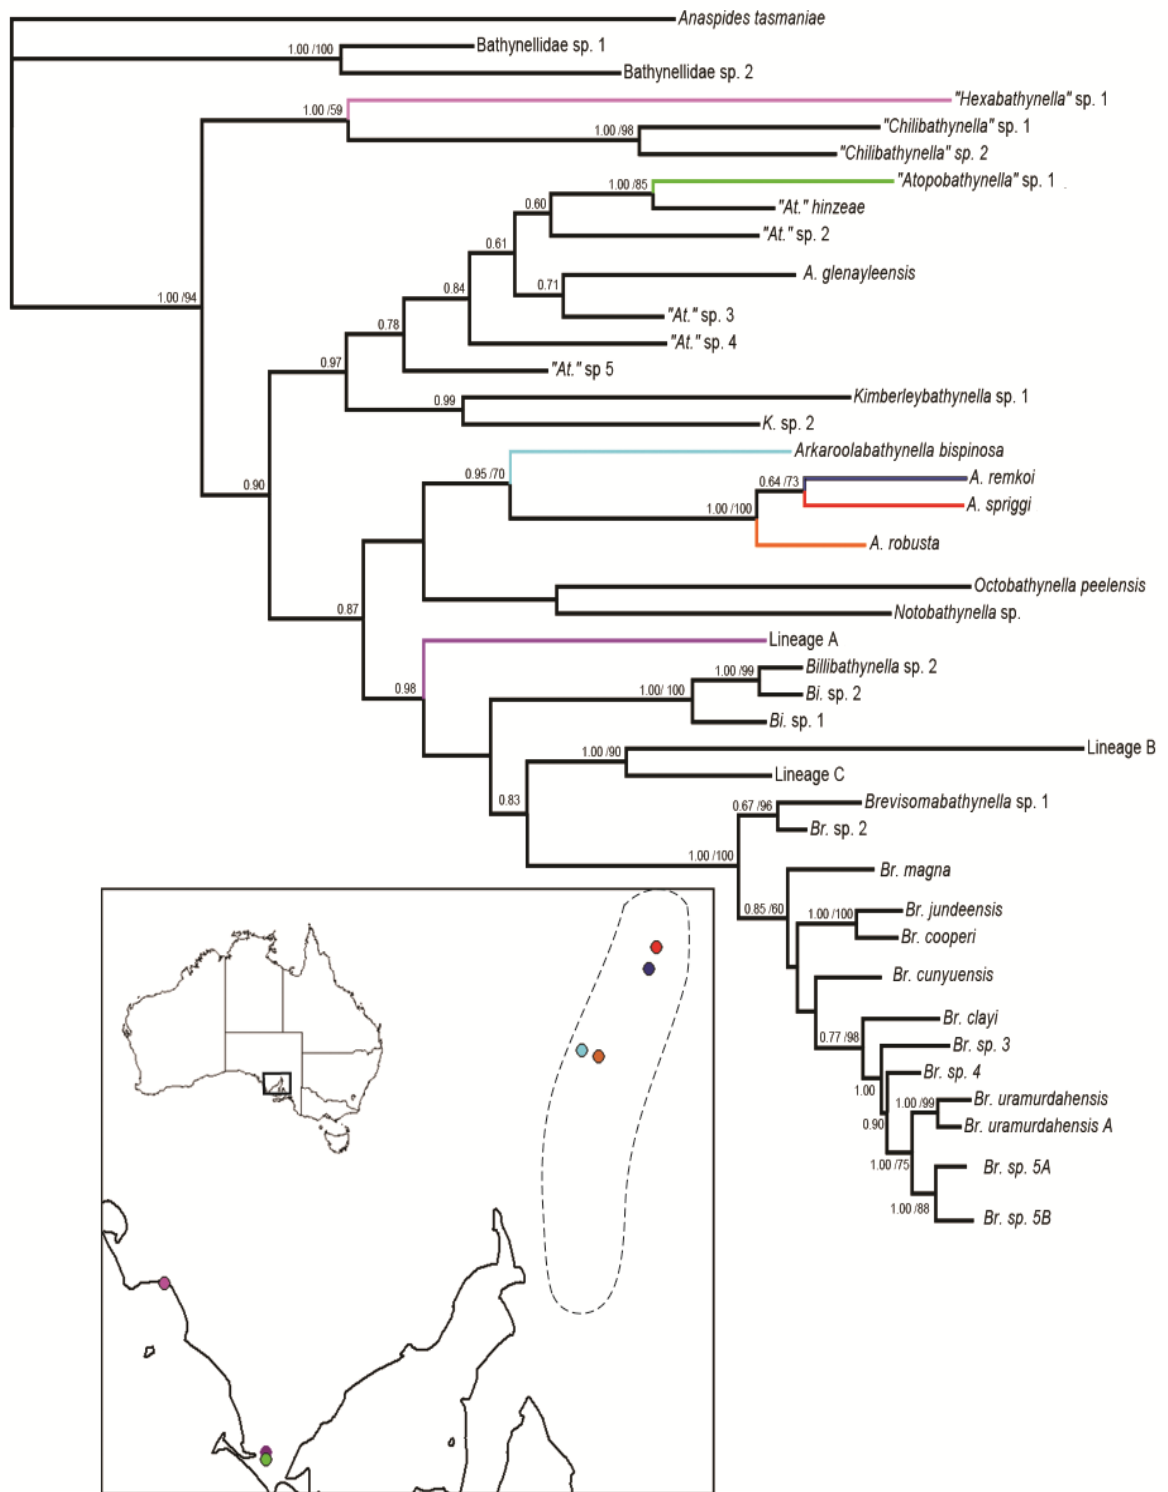 Anaspides tasmaniae
1.00 /100
Bathynellidae sp. 1
Bathynellidae sp. 2
"Hexabathynella" sp. 1
1.00 /59
1.00 /98
"Chilibathynella" sp. 1
"Chilibathynella" sp. 2
1.00 /85
"Atopobathynella" sp. 1
0.60
"At." hinzeae
"At." sp. 2
0.61
A. glenayleensis
0.71
0.84
1.00 /94
"At." sp. 3
0.78
"At." sp. 4
0.97
"At." sp 5
0.99
Kimberleybathynella sp. 1
K. sp. 2
Arkaroolabathynella bispinosa
0.95 /70
0.64 /73
A. remkoi
0.90
1.00 /100
A. spriggi
A. robusta
Octobathynella peelensis
0.87
Notobathynella sp.
Lineage A
0.98
1.00 /99
Billibathynella sp. 2
1.00/ 100
Bi. sp. 2
Bi. sp. 1
1.00 /90
Lineage B
Lineage C
0.83
0.67 /96
Brevisomabathynella sp. 1
Br. sp. 2
1.00 /100
Br. magna
0.85 /60
1.00 /100
Br. jundeensis
Br. cooperi
Br. cunyuensis
Br. clayi
0.77 /98
Br. sp. 3
Br. sp. 4
1.00
1.00 /99
Br. uramurdahensis
0.90
Br. uramurdahensis A
1.00 /75
Br. sp. 5A
1.00 /88
Br. sp. 5B